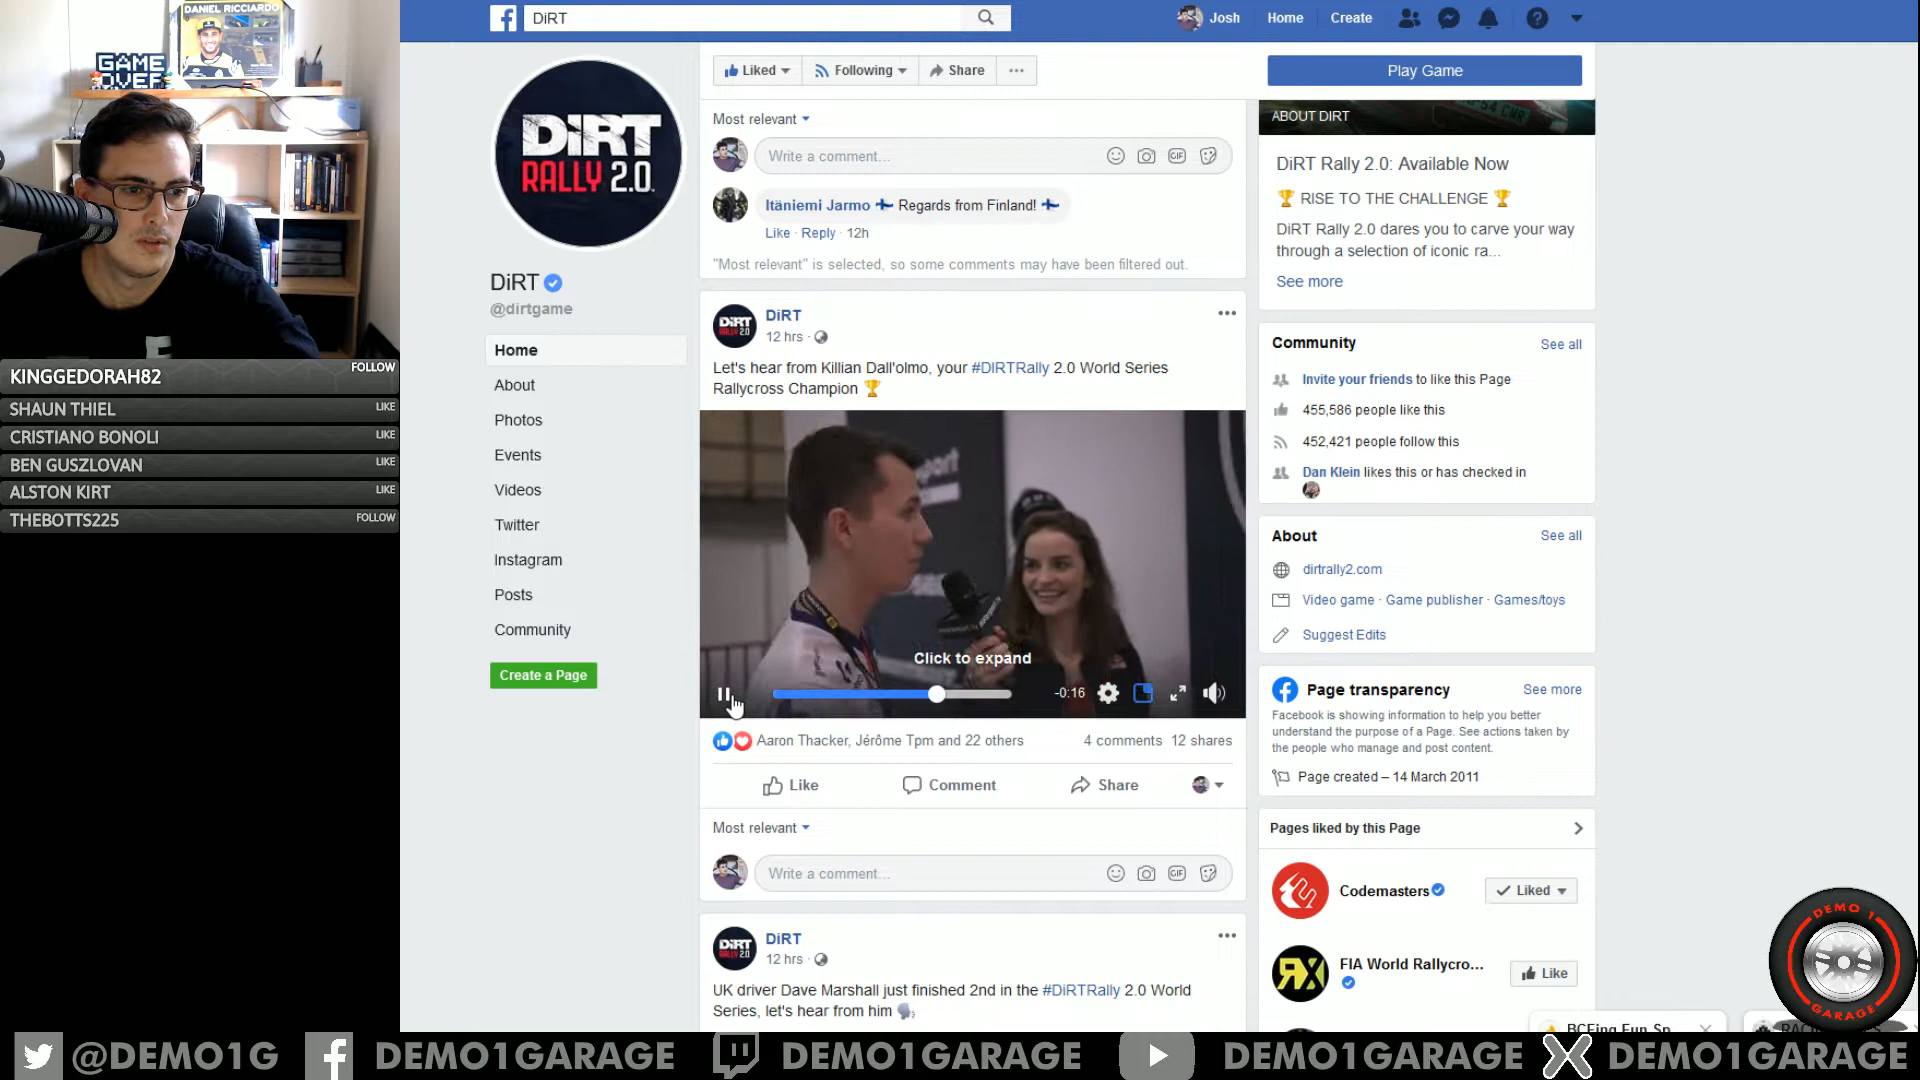 DiRT
Josh
Home
Create
DANIEL RICCIARDO
GAME
OVER
Liked
Following
Share
Play Game
DiRT
RALLY 2.0
DiRT
@dirtgame
Home
About
Photos
Events
Videos
Twitter
Instagram
Posts
Community
Create a Page
KINGGEDORAH82 FOLLOW
SHAUN THIEL LIKE
CRISTIANO BONOLI LIKE
BEN GUSZLOVAN LIKE
ALSTON KIRT LIKE
THEBOTTS225 FOLLOW
Most relevant
Write a comment...
GIF
Itäniemi Jarmo Regards from Finland!
Like · Reply · 12h
"Most relevant" is selected, so some comments may have been filtered out.
DiRT
12 hrs ·
Let's hear from Killian Dall'olmo, your #DIRTRally 2.0 World Series
Rallycross Champion
Click to expand
-0:16
Aaron Thacker, Jérôme Tpm and 22 others 4 comments 12 shares
Like Comment Share
Most relevant
Write a comment...
GIF
DiRT
12 hrs ·
UK driver Dave Marshall just finished 2nd in the #DiRTRally 2.0 World
Series, let's hear from him
ABOUT DIRT
DiRT Rally 2.0: Available Now
RISE TO THE CHALLENGE
DiRT Rally 2.0 dares you to carve your way
through a selection of iconic ra...
See more
Community See all
Invite your friends to like this Page
455,586 people like this
452,421 people follow this
Dan Klein likes this or has checked in
About See all
dirtrally2.com
Video game · Game publisher · Games/toys
Suggest Edits
Page transparency See more
Facebook is showing information to help you better
understand the purpose of a Page. See actions taken by
the people who manage and post content.
Page created – 14 March 2011
Pages liked by this Page
Codemasters Liked
FIA World Rallycro... Like
RX
DEMO 1
GARAGE
@DEMO1G DEMO1GARAGE DEMO1GARAGE DEMO1GARAGE DEMO1GARAGE